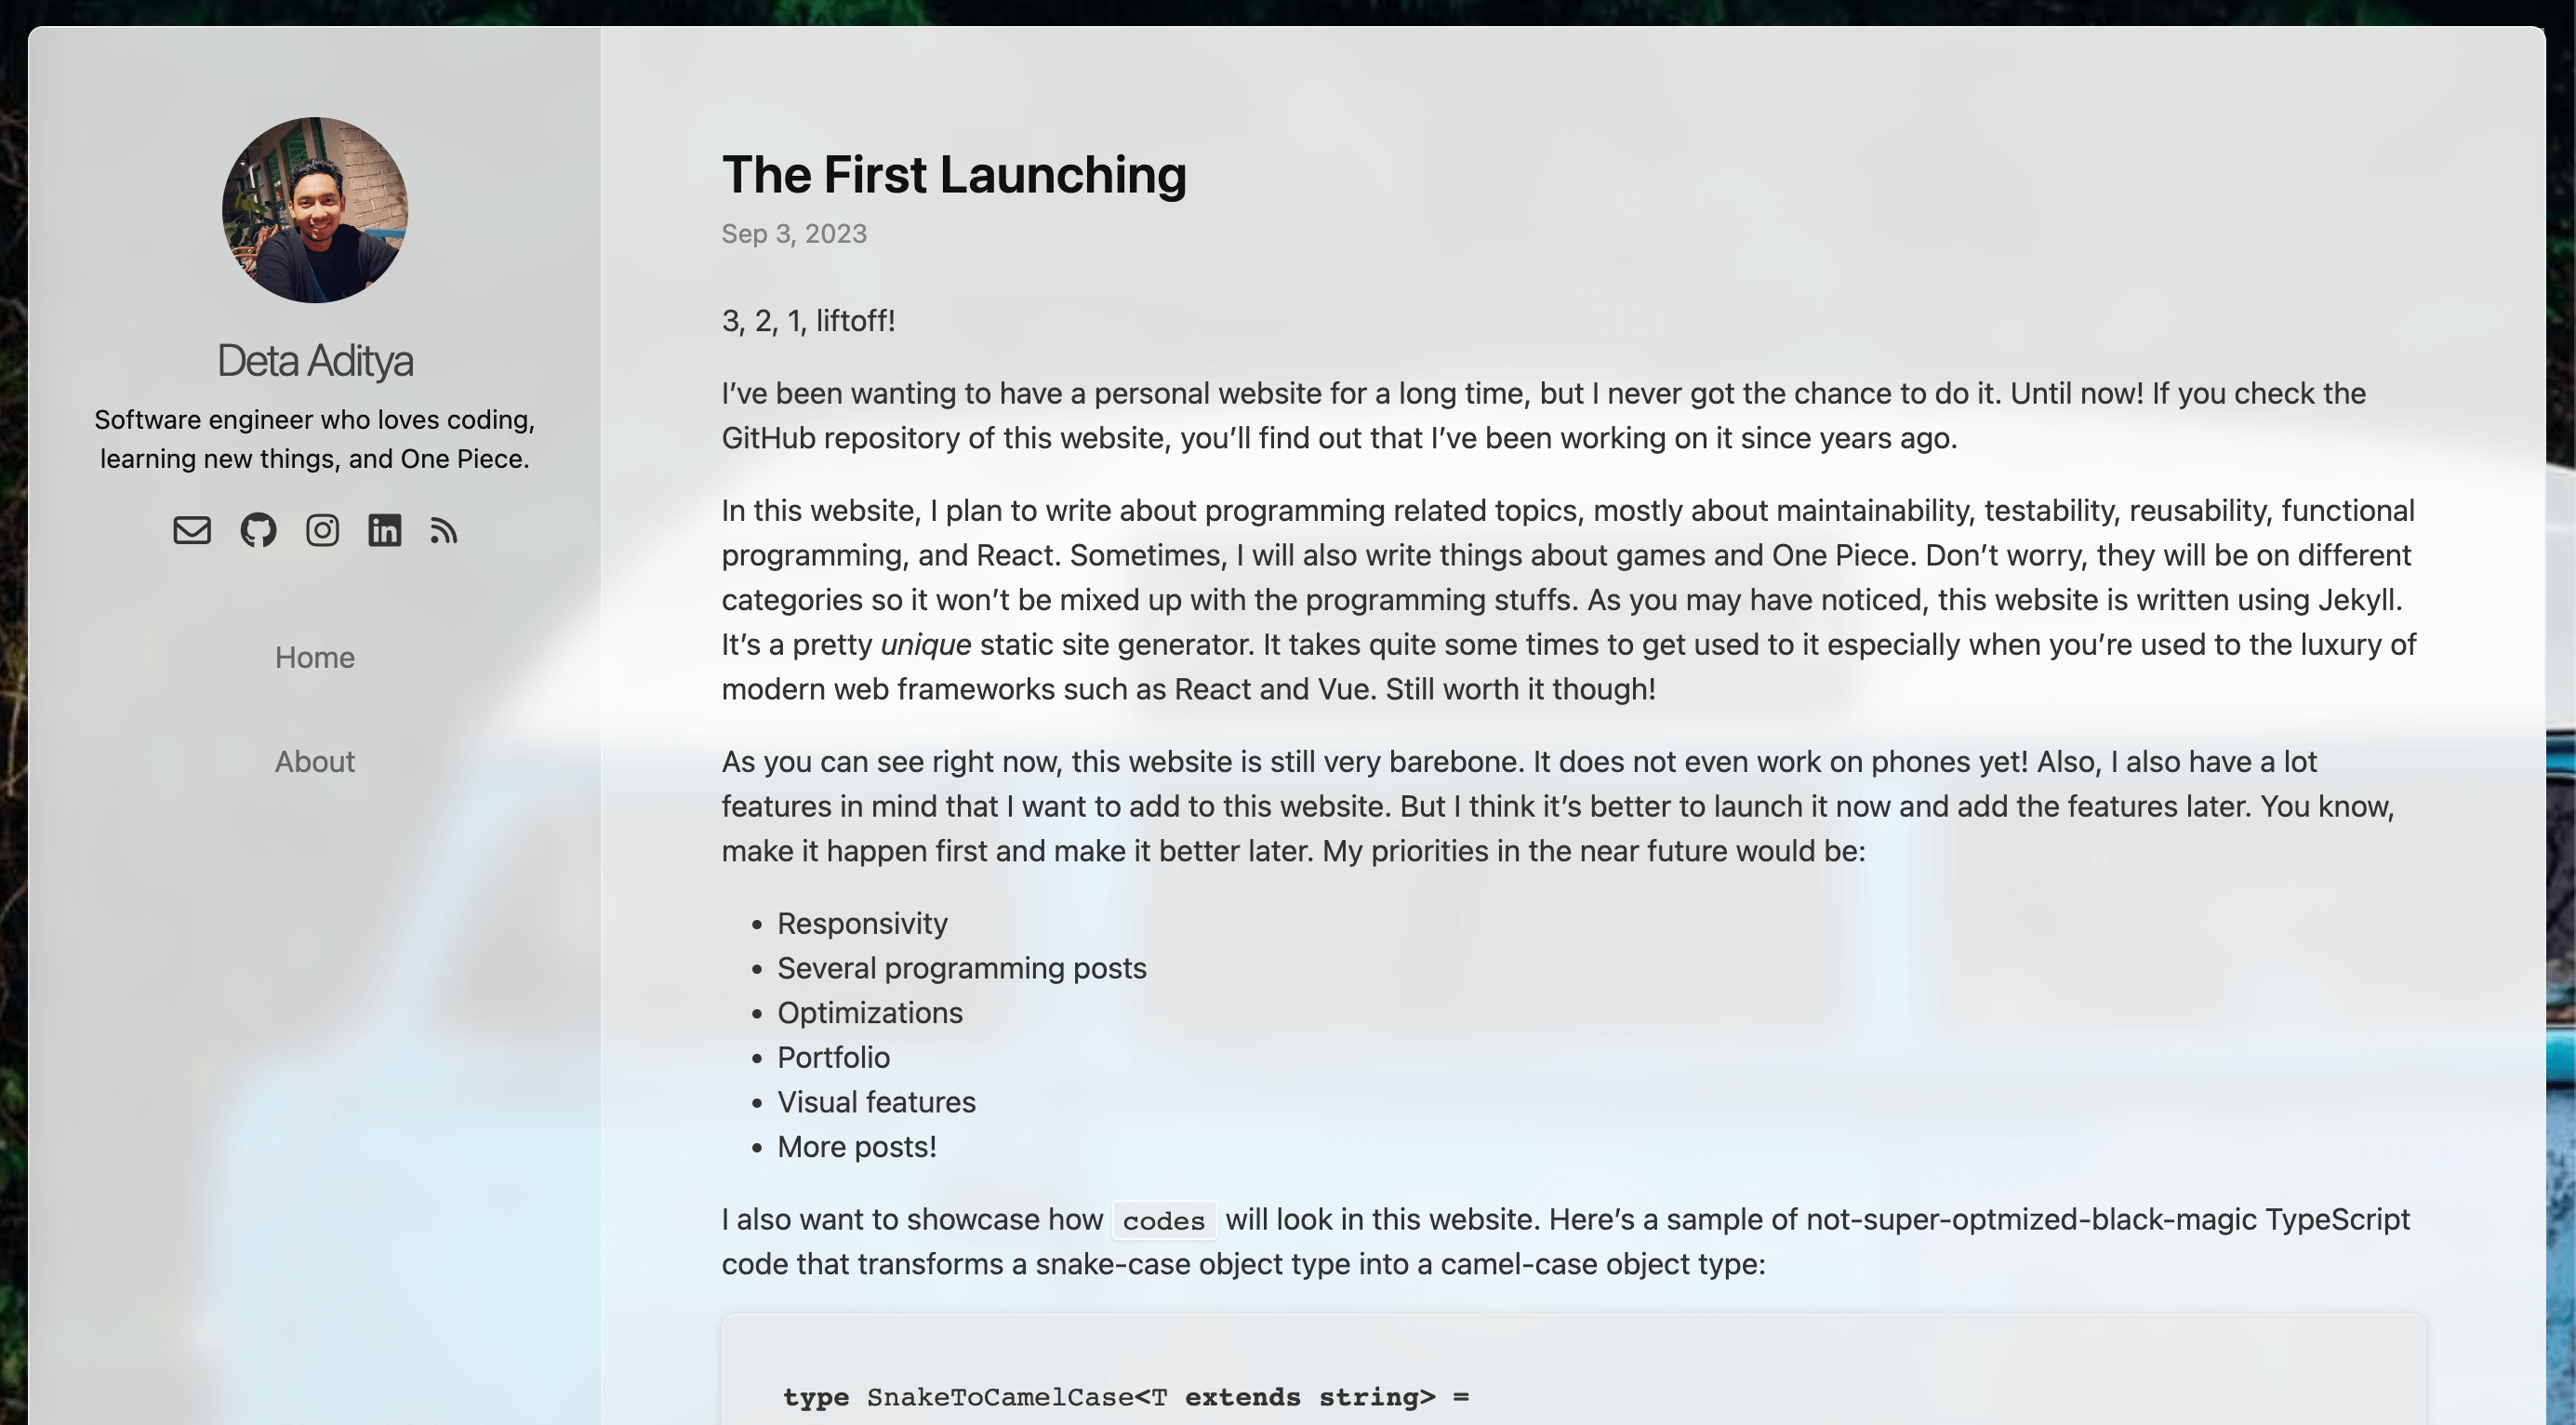 Deta Aditya
Software engineer who loves coding,
learning new things, and One Piece.
Home
About
The First Launching
Sep 3, 2023
3, 2, 1, liftoff!
I’ve been wanting to have a personal website for a long time, but I never got the chance to do it. Until now! If you check the
GitHub repository of this website, you’ll find out that I’ve been working on it since years ago.
In this website, I plan to write about programming related topics, mostly about maintainability, testability, reusability, functional
programming, and React. Sometimes, I will also write things about games and One Piece. Don’t worry, they will be on different
categories so it won’t be mixed up with the programming stuffs. As you may have noticed, this website is written using Jekyll.
It’s a pretty unique static site generator. It takes quite some times to get used to it especially when you’re used to the luxury of
modern web frameworks such as React and Vue. Still worth it though!
As you can see right now, this website is still very barebone. It does not even work on phones yet! Also, I also have a lot
features in mind that I want to add to this website. But I think it’s better to launch it now and add the features later. You know,
make it happen first and make it better later. My priorities in the near future would be:
• Responsivity
• Several programming posts
• Optimizations
• Portfolio
• Visual features
• More posts!
I also want to showcase how codes will look in this website. Here’s a sample of not-super-optmized-black-magic TypeScript
code that transforms a snake-case object type into a camel-case object type:
type SnakeToCamelCase<T extends string> =